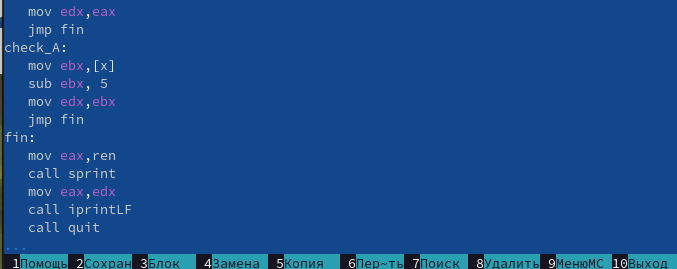 mov edx,eax
jmp fin
check_A:
mov ebx,[x]
sub ebx, 5
mov edx,ebx
jmp fin
fin:
mov eax,ren
call sprint
mov eax,edx
call iprintLF
call quit
...
1Помощь 2Сохран 3Блок 4Замена 5Копия 6Пер~ть 7Поиск 8Удалить 9МенюMC 10Выход